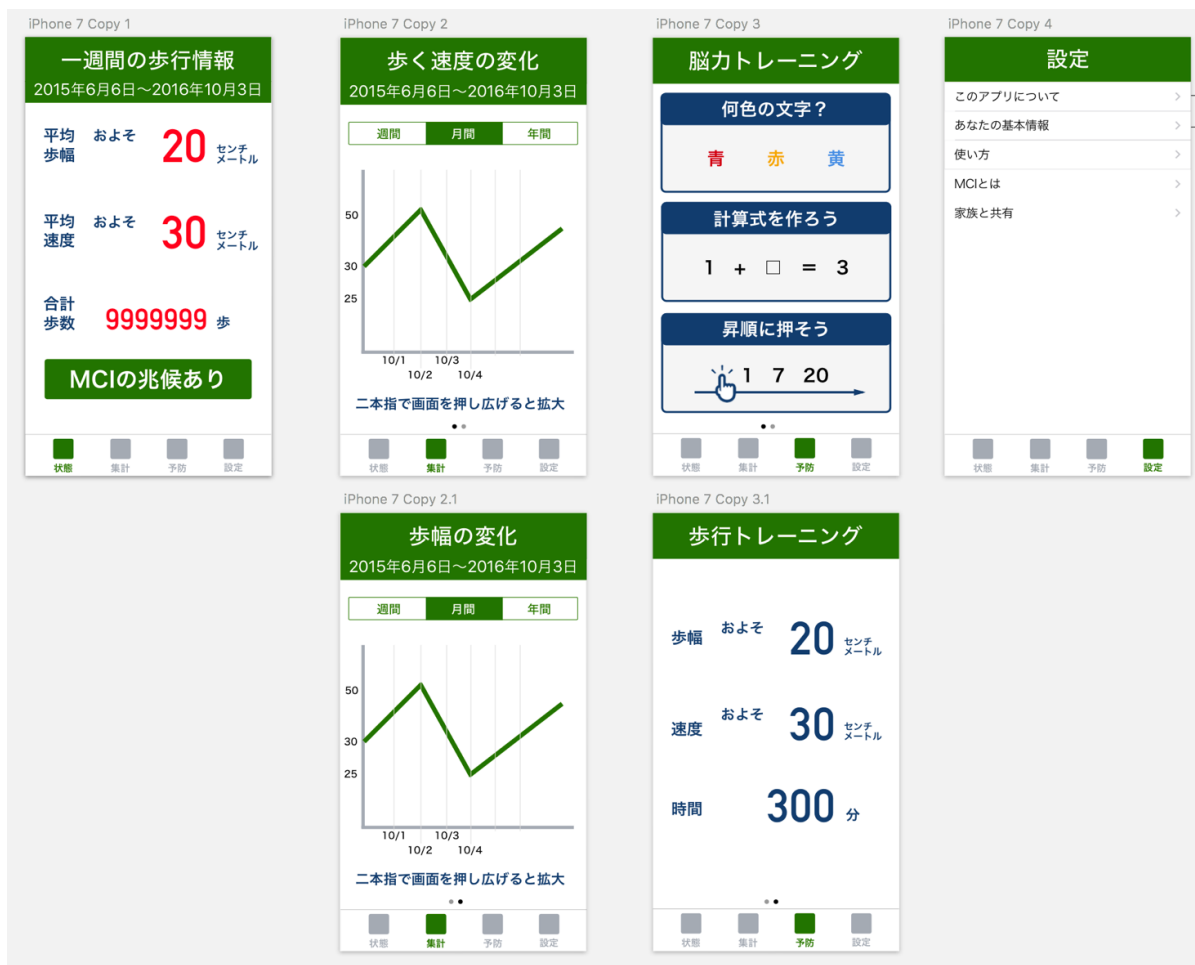 iPhone 7 Copy 1
一週間の歩行情報
2015年6月6日〜2016年10月3日
平均
歩幅
およそ
20
センチ
メートル
平均
速度
およそ
30
センチ
メートル
合計
歩数
9999999
歩
MCIの兆候あり
状態
集計
予防
設定
iPhone 7 Copy 2
歩く速度の変化
2015年6月6日〜2016年10月3日
週間
月間
年間
50
30
25
10/1
10/3
10/2
10/4
二本指で画面を押し広げると拡大
状態
集計
予防
設定
iPhone 7 Copy 3
脳力トレーニング
何色の文字？
青 赤 黄
計算式を作ろう
1 + □ = 3
昇順に押そう
1 7 20
状態
集計
予防
設定
iPhone 7 Copy 4
設定
このアプリについて
あなたの基本情報
使い方
MCIとは
家族と共有
状態
集計
予防
設定
iPhone 7 Copy 2.1
歩幅の変化
2015年6月6日〜2016年10月3日
週間
月間
年間
50
30
25
10/1
10/3
10/2
10/4
二本指で画面を押し広げると拡大
状態
集計
予防
設定
iPhone 7 Copy 3.1
歩行トレーニング
歩幅
およそ
20
センチ
メートル
速度
およそ
30
センチ
メートル
時間
300
分
状態
集計
予防
設定